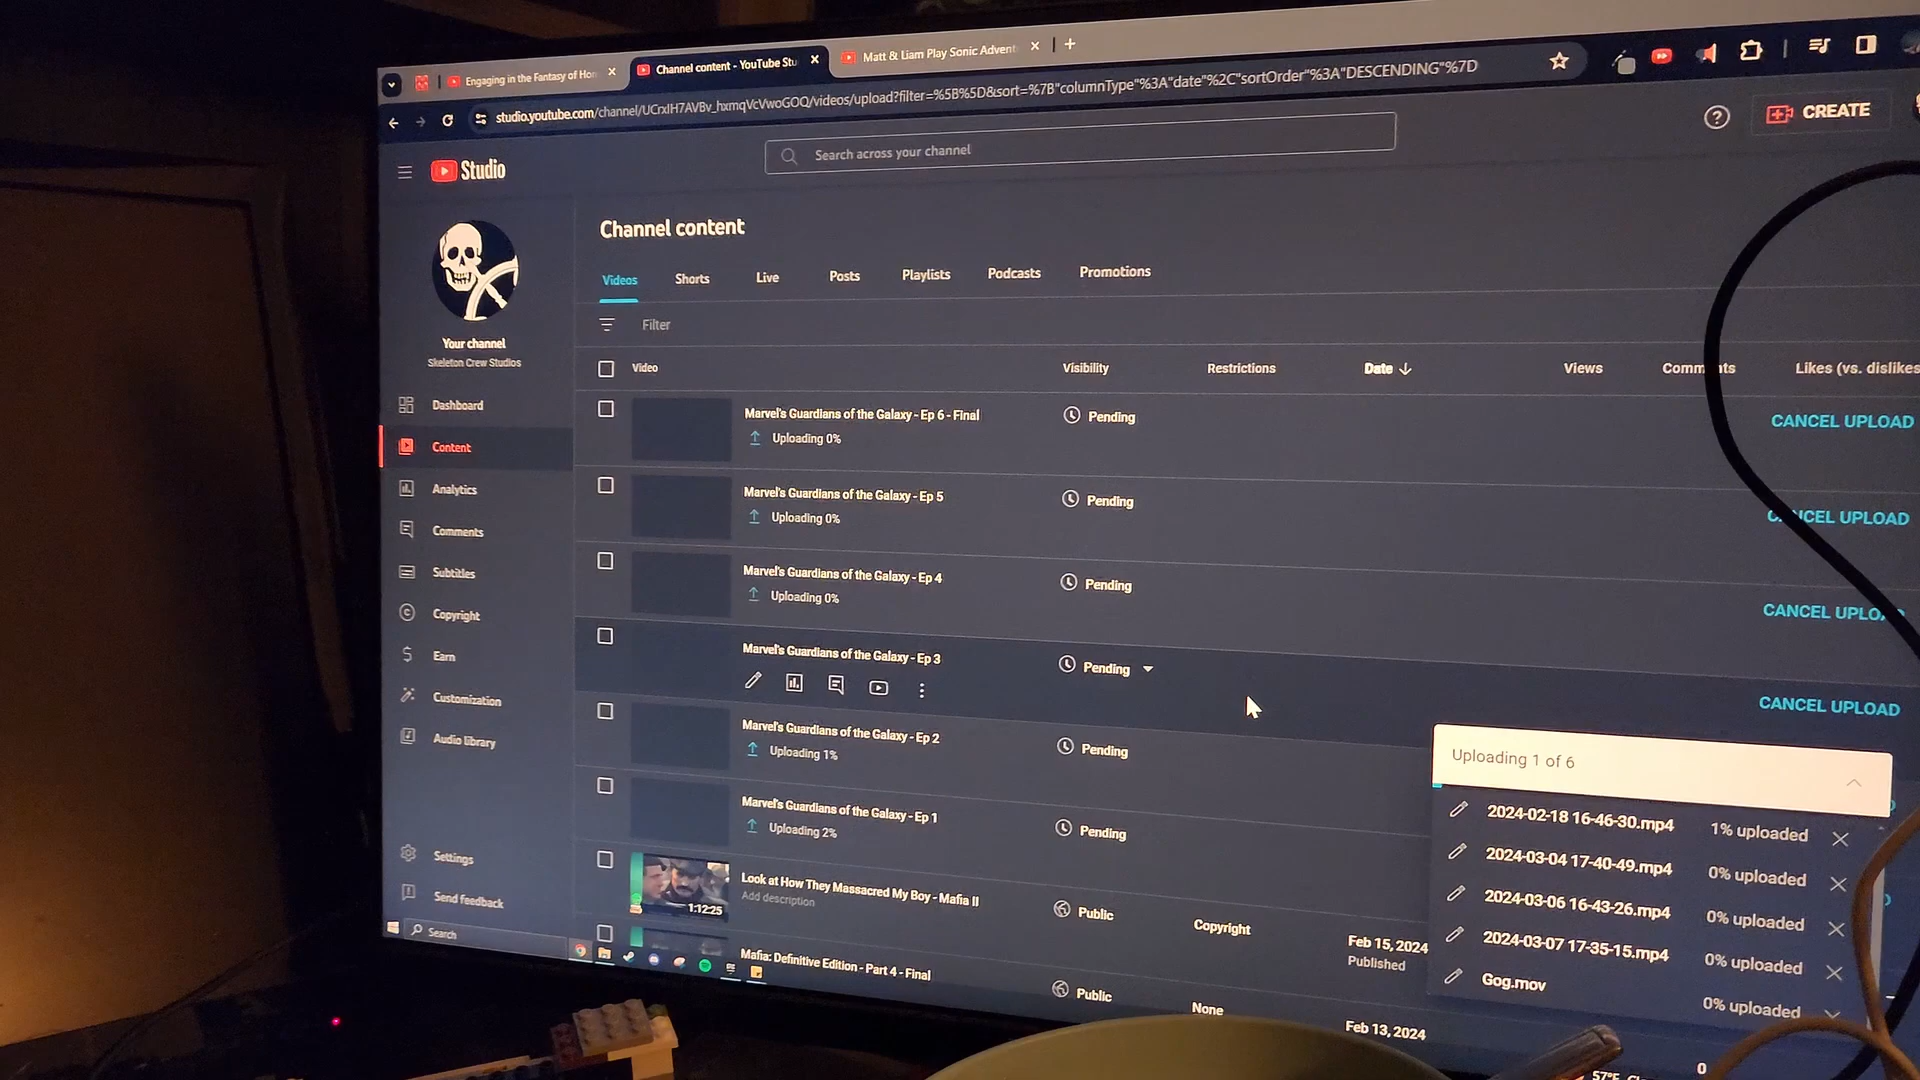 Engaging in the Fantasy of Hon
Channel content - YouTube Stu
Matt & Liam Play Sonic Advent
studio.youtube.com/channel/UCrxIH7AVBv_hxmqVcVwoGOQ/videos/upload?filter=%5B%5D&sort=%7B"columnType"%3A"date"%2C"sortOrder"%3A"DESCENDING"%7D
Studio
Search across your channel
CREATE
Channel content
Videos Shorts Live Posts Playlists Podcasts Promotions
Filter
Your channel
Skeleton Crew Studios
Dashboard
Content
Analytics
Comments
Subtitles
Copyright
Earn
Customization
Audio library
Settings
Send feedback
Video Visibility Restrictions Date Views Comments Likes (vs. dislikes
Marvel's Guardians of the Galaxy - Ep 6 - Final
Uploading 0%
Pending
CANCEL UPLOAD
Marvel's Guardians of the Galaxy - Ep 5
Uploading 0%
Pending
CANCEL UPLOAD
Marvel's Guardians of the Galaxy - Ep 4
Uploading 0%
Pending
CANCEL UPLOAD
Marvel's Guardians of the Galaxy - Ep 3
Pending
CANCEL UPLOAD
Marvel's Guardians of the Galaxy - Ep 2
Uploading 1%
Pending
Marvel's Guardians of the Galaxy - Ep 1
Uploading 2%
Pending
1:12:25
Look at How They Massacred My Boy - Mafia II
Add description
Public
Copyright
Feb 15, 2024
Published
Mafia: Definitive Edition - Part 4 - Final
Public
None
Feb 13, 2024
0
Uploading 1 of 6
2024-02-18 16-46-30.mp4 1% uploaded
2024-03-04 17-40-49.mp4 0% uploaded
2024-03-06 16-43-26.mp4 0% uploaded
2024-03-07 17-35-15.mp4 0% uploaded
Gog.mov 0% uploaded
Search
57°F